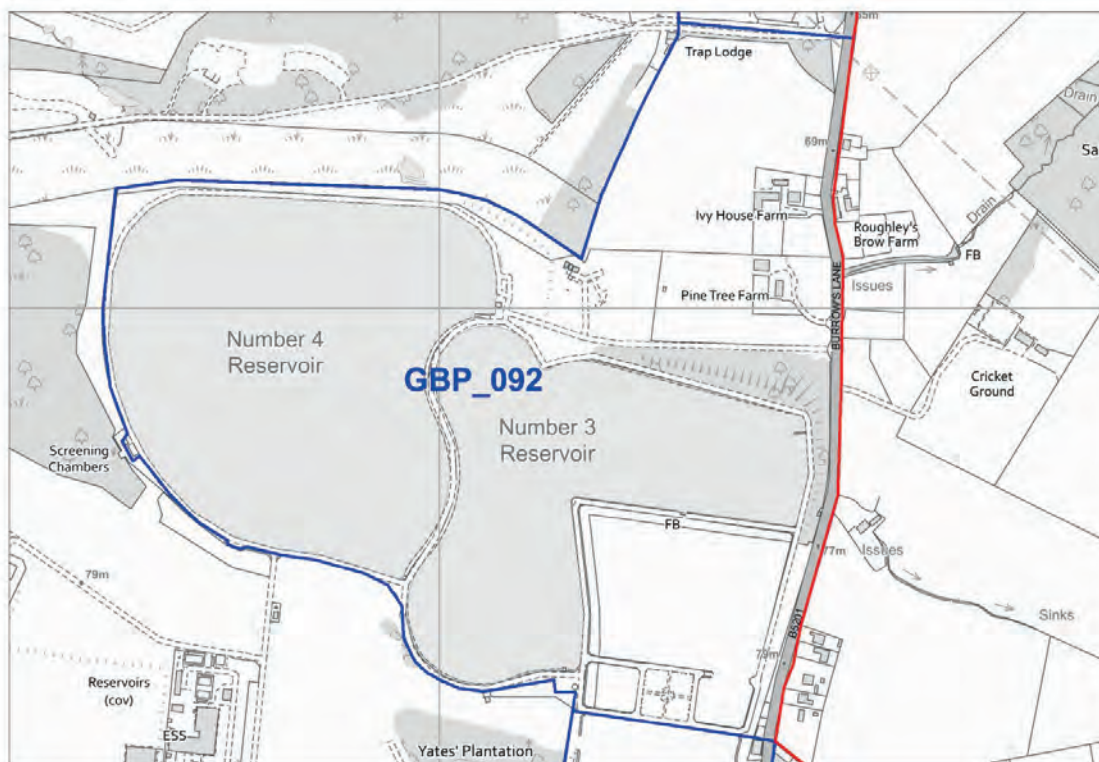 65m
Trap Lodge
Drain
69m
Sa
Ivy House Farm
Roughley's
Brow Farm
Drain
FB
Issues
Pine Tree Farm
BURROW'S LANE
Number 4
Reservoir
GBP_092
Cricket
Ground
Number 3
Reservoir
Screening
Chambers
FB
77m
Issues
79m
Sinks
B5201
79m
Reservoirs
(cov)
ESS
Yates' Plantation